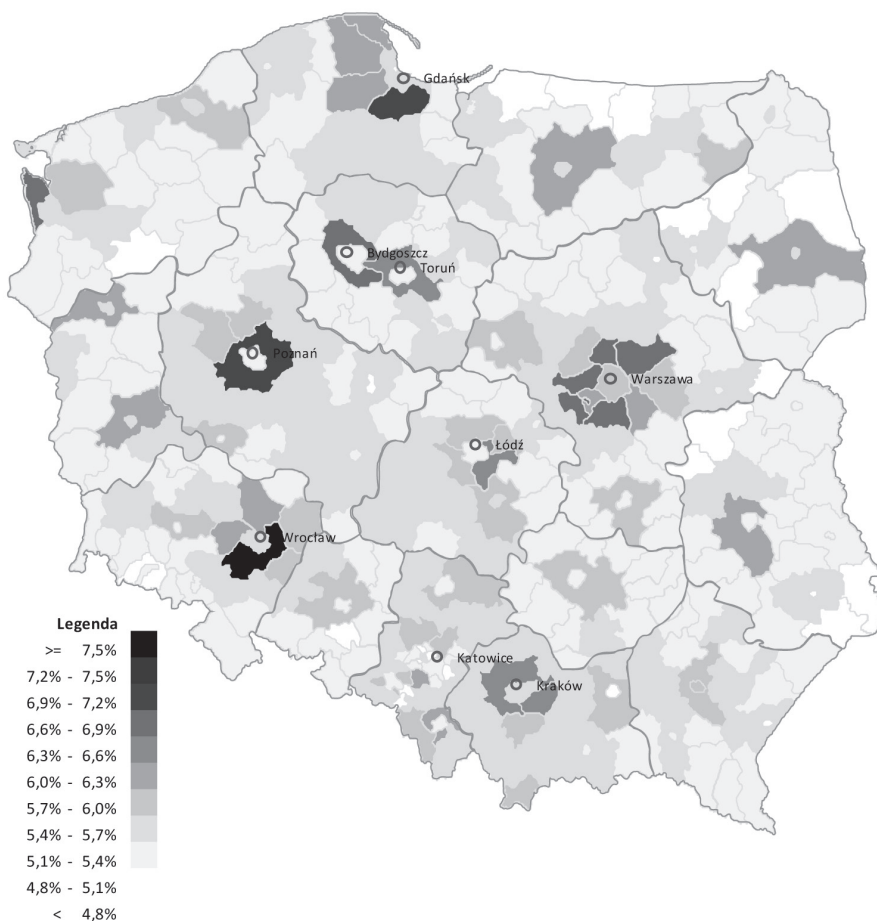 Gdańsk
Bydgoszcz
Toruń
Poznań
Warszawa
Łódź
Wrocław
Katowice
Kraków
Legenda
>= 7,5%
7,2% - 7,5%
6,9% - 7,2%
6,6% - 6,9%
6,3% - 6,6%
6,0% - 6,3%
5,7% - 6,0%
5,4% - 5,7%
5,1% - 5,4%
4,8% - 5,1%
< 4,8%